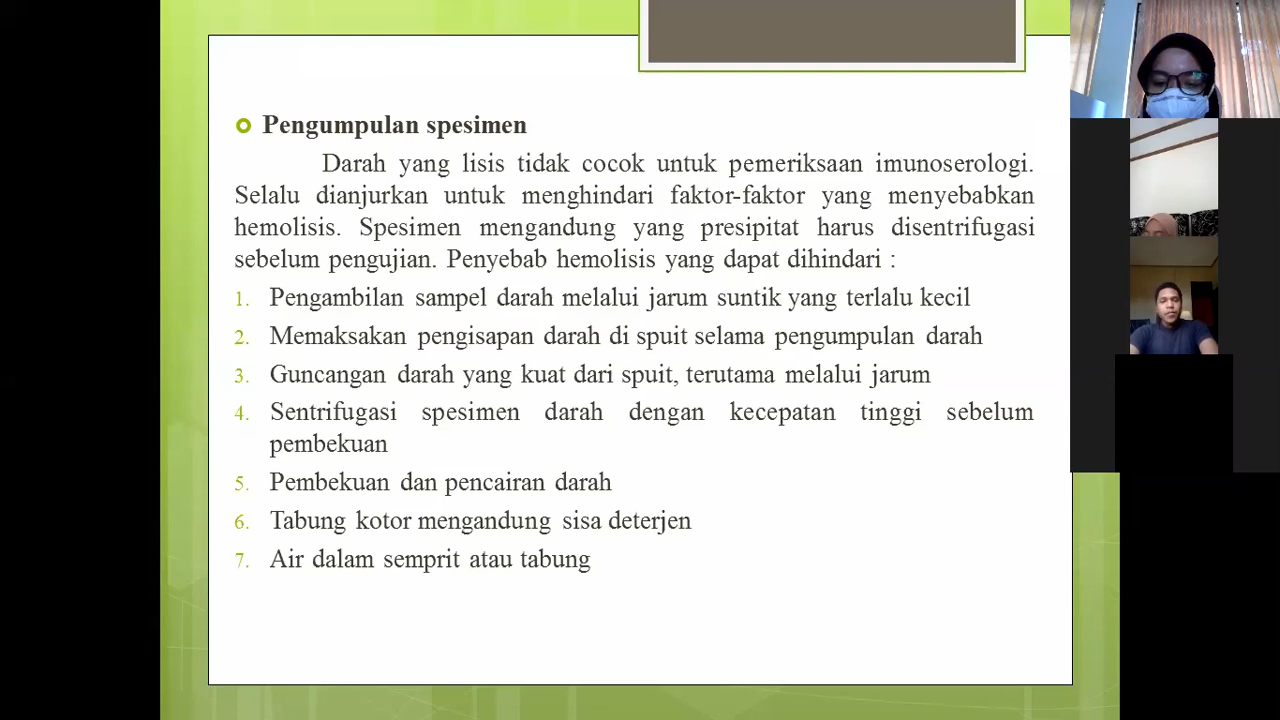 Pengumpulan spesimen
Darah yang lisis tidak cocok untuk pemeriksaan imunoserologi.
Selalu dianjurkan untuk menghindari faktor-faktor yang menyebabkan
hemolisis. Spesimen mengandung yang presipitat harus disentrifugasi
sebelum pengujian. Penyebab hemolisis yang dapat dihindari :
1. Pengambilan sampel darah melalui jarum suntik yang terlalu kecil
2. Memaksakan pengisapan darah di spuit selama pengumpulan darah
3. Guncangan darah yang kuat dari spuit, terutama melalui jarum
4. Sentrifugasi spesimen darah dengan kecepatan tinggi sebelum
pembekuan
5. Pembekuan dan pencairan darah
6. Tabung kotor mengandung sisa deterjen
7. Air dalam semprit atau tabung